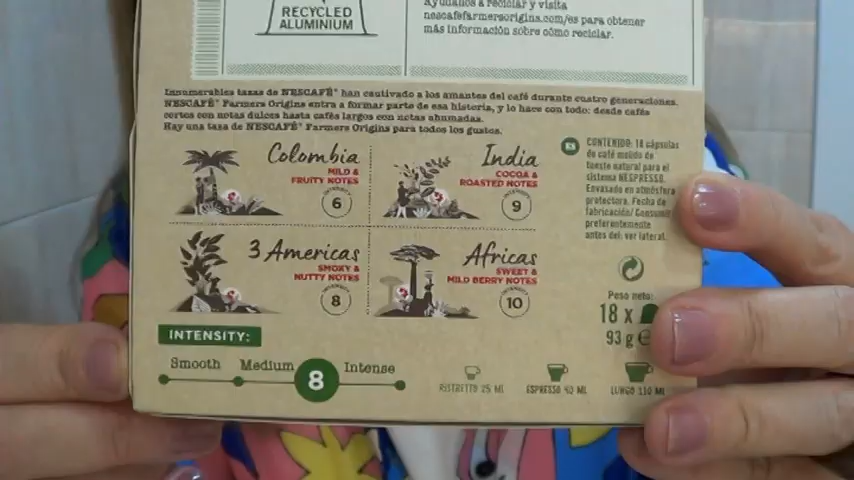 RECYCLED
ALUMINIUM
Ayúdanos a reciclar y visita
nescafefarmersorigins.com/es para obtener
más información sobre cómo reciclar.
Innumerables tazas de NESCAFÉ® han cautivado a los amantes del café durante cuatro generaciones.
NESCAFÉ® Farmers Origins entra a formar parte de esa historia, y lo hace con todo: desde cafés
cortos con notas dulces hasta cafés largos con notas ahumadas.
Hay una taza de NESCAFÉ® Farmers Origins para todos los gustos.
Colombia
MILD &
FRUITY NOTES
INTENSITY
6
India
COCOA &
ROASTED NOTES
INTENSITY
9
3 Americas
SMOKY &
NUTTY NOTES
INTENSITY
8
Africas
SWEET &
MILD BERRY NOTES
INTENSITY
10
ES
CONTENIDO: 18 cápsulas
de café molido de
tueste natural para el
sistema NESPRESSO.
Envasado en atmósfera
protectora. Fecha de
fabricación/ Consumir
preferentemente
antes del: ver lateral.
Peso neto:
18 x
93 g e
INTENSITY:
Smooth Medium 8 Intense
RISTRETTO 25 ML
ESPRESSO 40 ML
LUNGO 110 ML